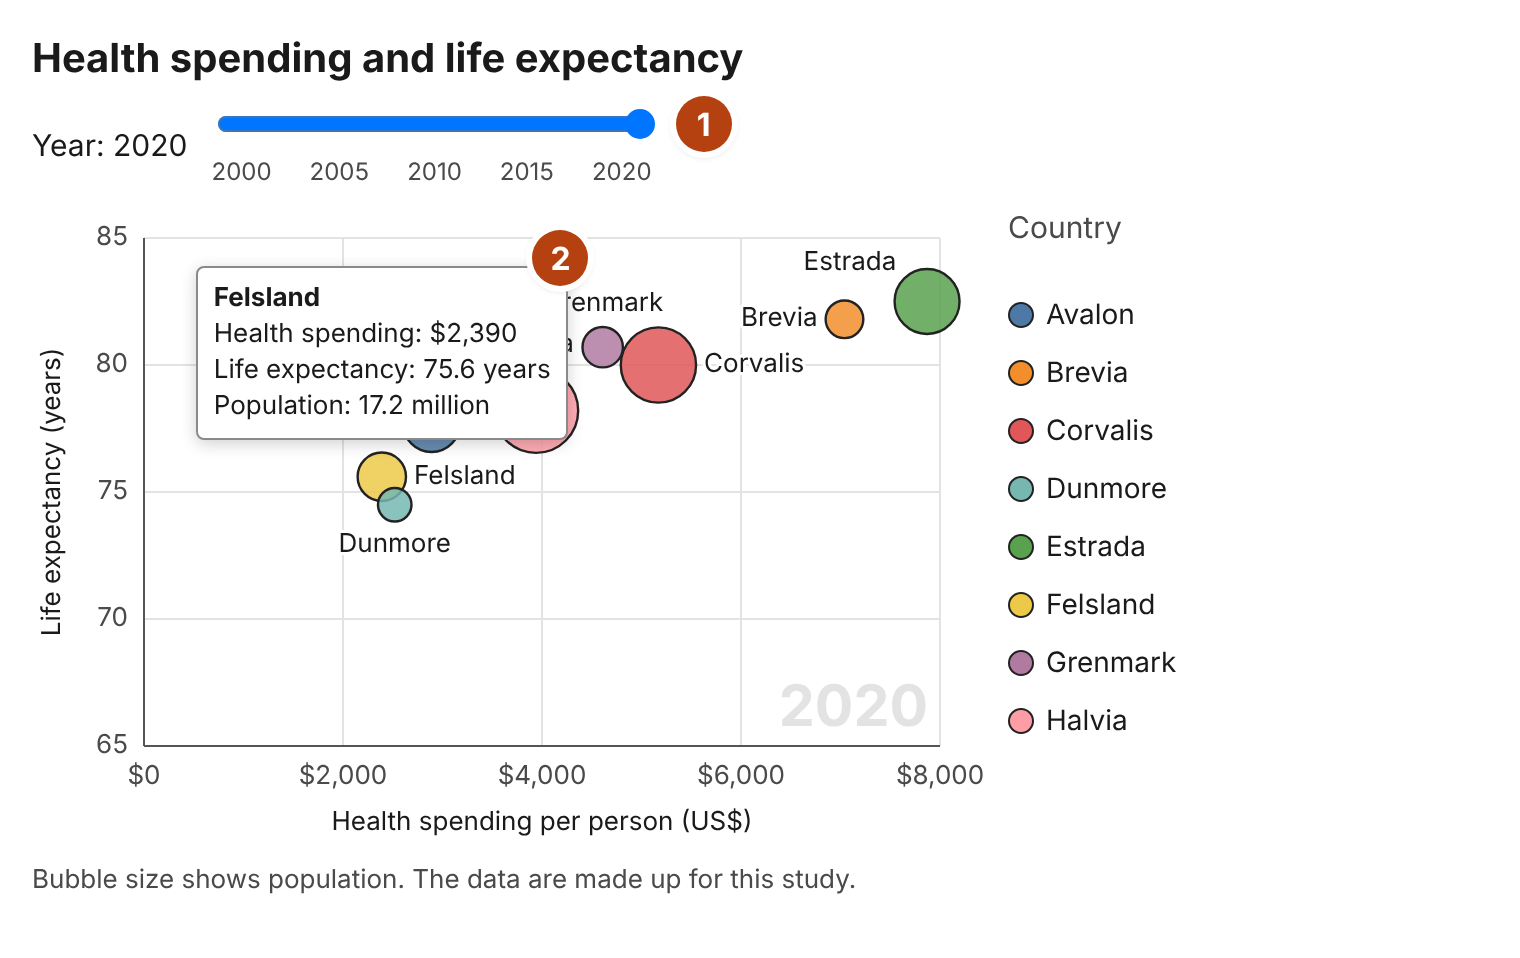 Health spending and life expectancy
1
Year: 2020
2000 2005 2010 2015 2020
Country
85
2
Estrada
Felsland
Health spending: $2,390
Life expectancy: 75.6 years
Population: 17.2 million
Brevia
Corvalis
80
Felsland
75
Dunmore
70
2020
65
$0 $2,000 $4,000 $6,000 $8,000
Life expectancy (years)
Health spending per person (US$)
Avalon
Brevia
Corvalis
Dunmore
Estrada
Felsland
Grenmark
Halvia
Bubble size shows population. The data are made up for this study.